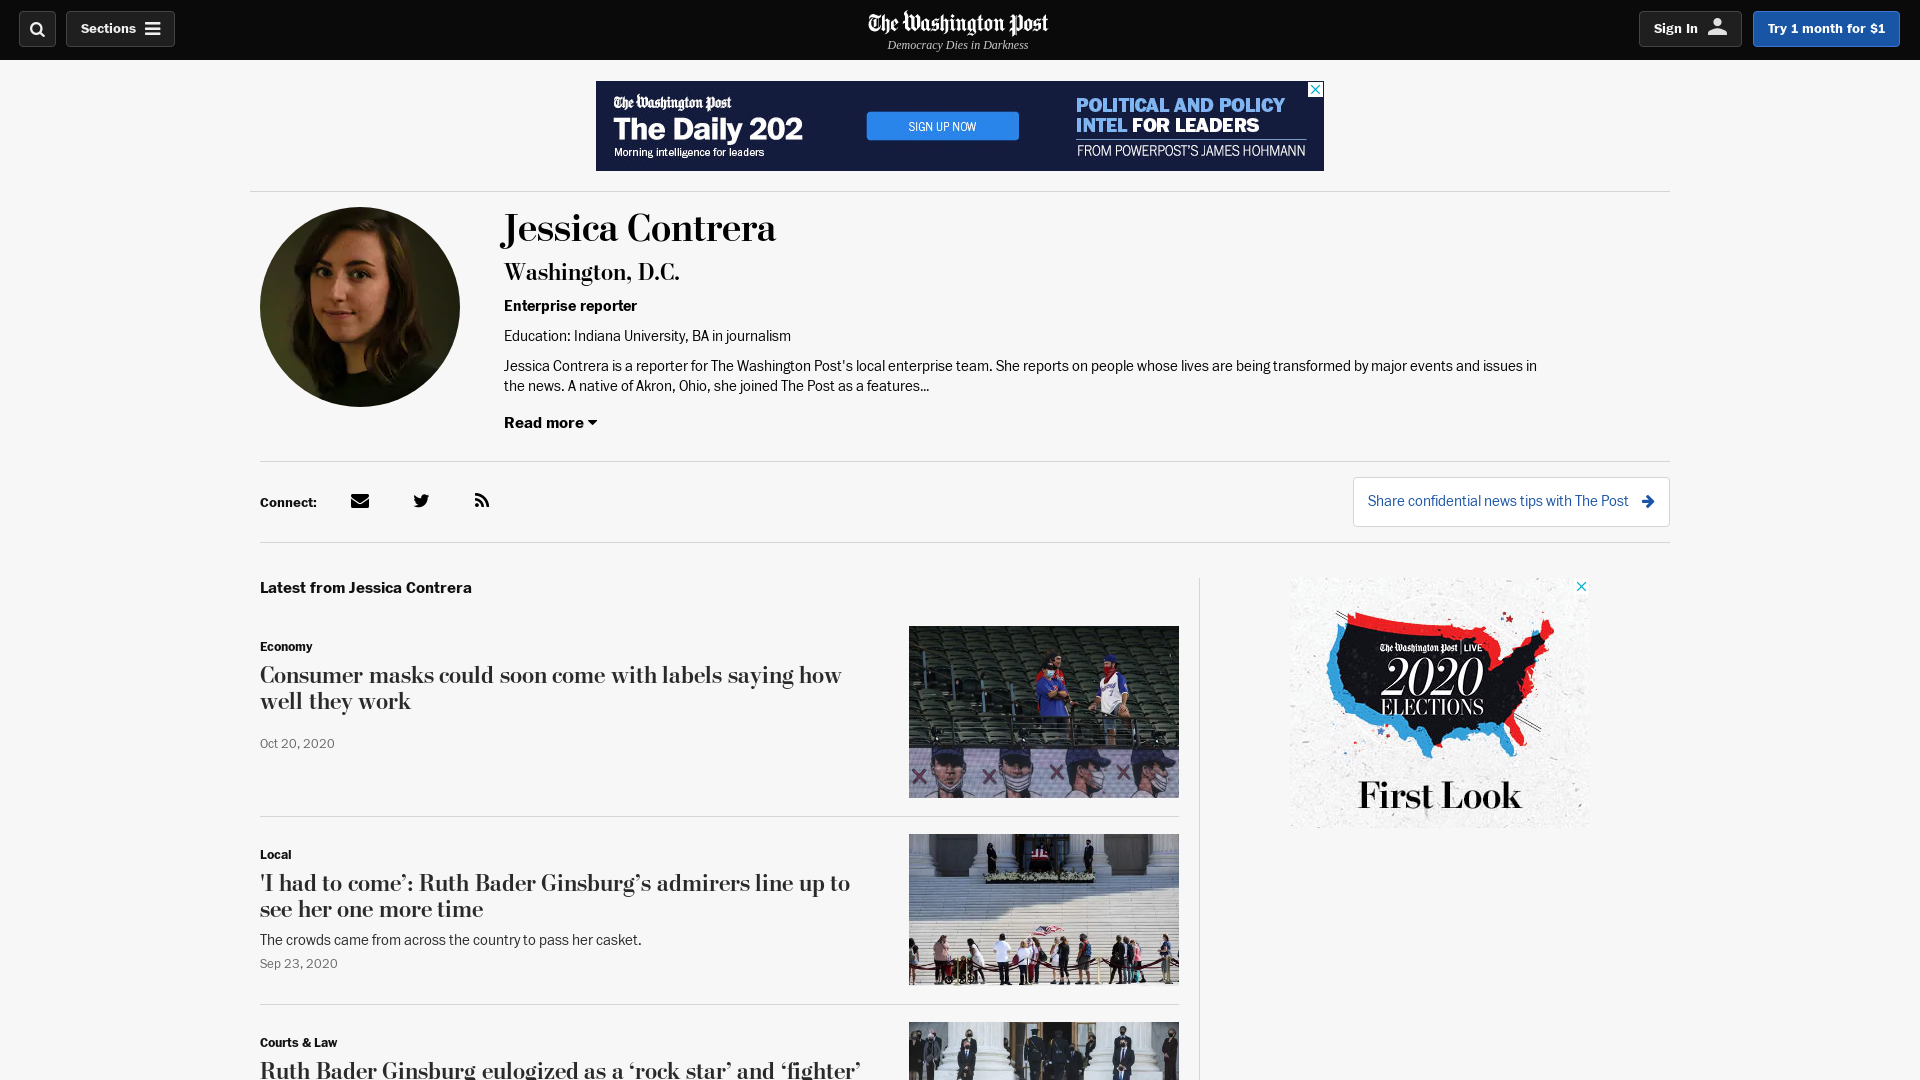 Sections
The Washington Post
Democracy Dies in Darkness
Sign In
Try 1 month for $1
The Washington Post
The Daily 202
Morning intelligence for leaders
SIGN UP NOW
POLITICAL AND POLICY
INTEL FOR LEADERS
FROM POWERPOST'S JAMES HOHMANN
Jessica Contrera
Washington, D.C.
Enterprise reporter
Education: Indiana University, BA in journalism
Jessica Contrera is a reporter for The Washington Post's local enterprise team. She reports on people whose lives are being transformed by major events and issues in
the news. A native of Akron, Ohio, she joined The Post as a features...
Read more
Connect:
Share confidential news tips with The Post
Latest from Jessica Contrera
Economy
Consumer masks could soon come with labels saying how
well they work
Oct 20, 2020
The Washington Post LIVE
2020
ELECTIONS
First Look
Local
'I had to come’: Ruth Bader Ginsburg’s admirers line up to
see her one more time
The crowds came from across the country to pass her casket.
Sep 23, 2020
Courts & Law
Ruth Bader Ginsburg eulogized as a ‘rock star’ and ‘fighter’